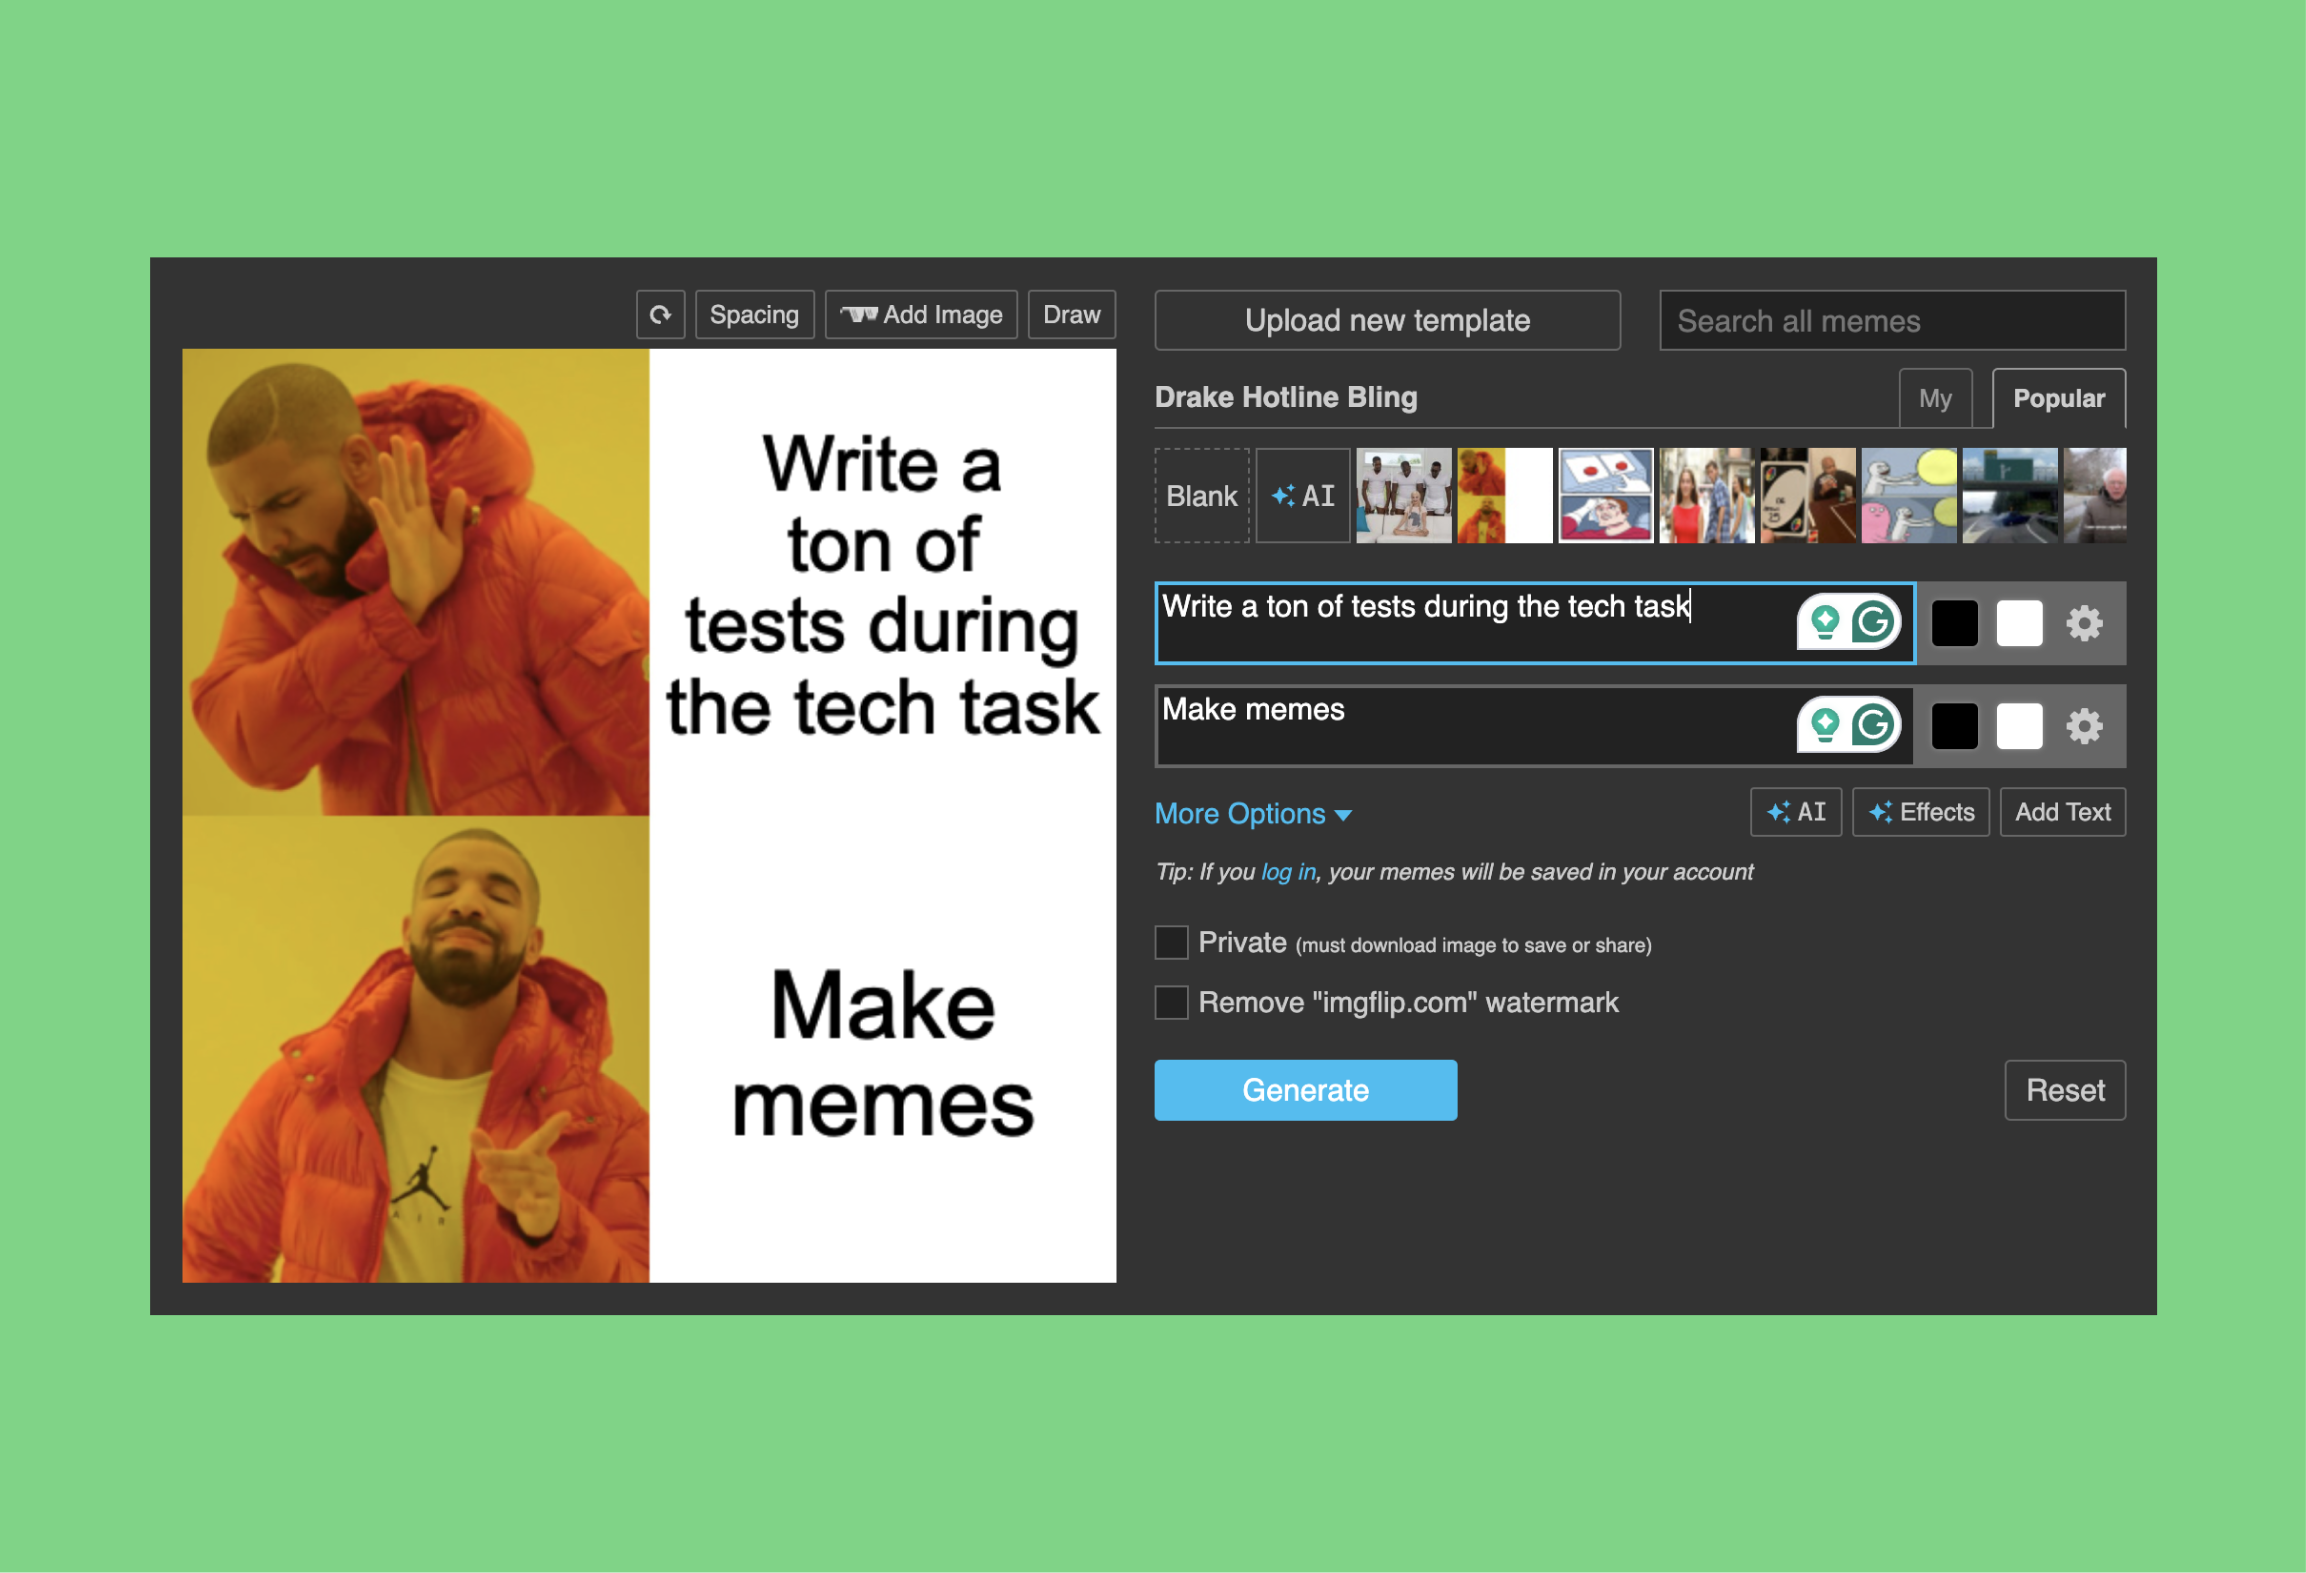 Spacing
Add Image
Draw
Write a
ton of
tests during
the tech task
Make
memes
AIR
Upload new template
Search all memes
Drake Hotline Bling
My
Popular
Blank
AI
Write a ton of tests during the tech task
Make memes
More Options
AI
Effects
Add Text
Tip: If you log in, your memes will be saved in your account
Private (must download image to save or share)
Remove "imgflip.com" watermark
Generate
Reset